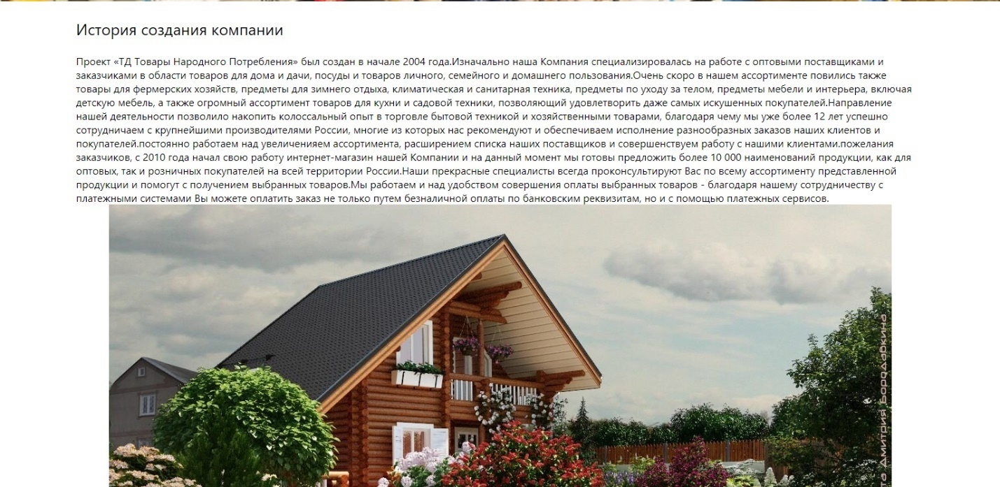 История создания компании
Проект «ТД Товары Народного Потребления» был создан в начале 2004 года.Изначально наша Компания специализировалась на работе с оптовыми поставщиками и
заказчиками в области товаров для дома и дачи, посуды и товаров личного, семейного и домашнего пользования.Очень скоро в нашем ассортименте повились также
товары для фермерских хозяйств, предметы для зимнего отдыха, климатическая и санитарная техника, предметы по уходу за телом, предметы мебели и интерьера, включая
детскую мебель, а также огромный ассортимент товаров для кухни и садовой техники, позволяющий удовлетворить даже самых искушенных покупателей.Направление
нашей деятельности позволило накопить колоссальный опыт в торговле бытовой техникой и хозяйственными товарами, благодаря чему мы уже более 12 лет успешно
сотрудничаем с крупнейшими производителями России, многие из которых нас рекомендуют и обеспечиваем исполнение разнообразных заказов наших клиентов и
покупателей.постоянно работаем над увеличенияем ассортимента, расширением списка наших поставщиков и совершенствуем работу с нашими клиентами.пожелания
заказчиков, с 2010 года начал свою работу интернет-магазин нашей Компании и на данный момент мы готовы предложить более 10 000 наименований продукции, как для
оптовых, так и розничных покупателей на всей территории России.Наши прекрасные специалисты всегда проконсультируют Вас по всему ассортименту представленной
продукции и помогут с получением выбранных товаров.Мы работаем и над удобством совершения оплаты выбранных товаров - благодаря нашему сотрудничеству с
платежными системами Вы можете оплатить заказ не только путем безналичной оплаты по банковским реквизитам, но и с помощью платежных сервисов.
Дмитрия Бордаркина